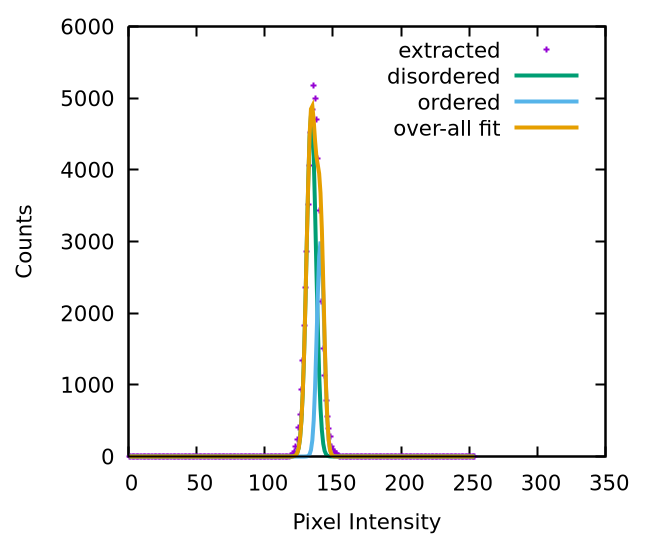 6000
5000
4000
3000
2000
1000
0
Counts
extracted
disordered
ordered
over-all fit
0 50 100 150 200 250 300 350
Pixel Intensity